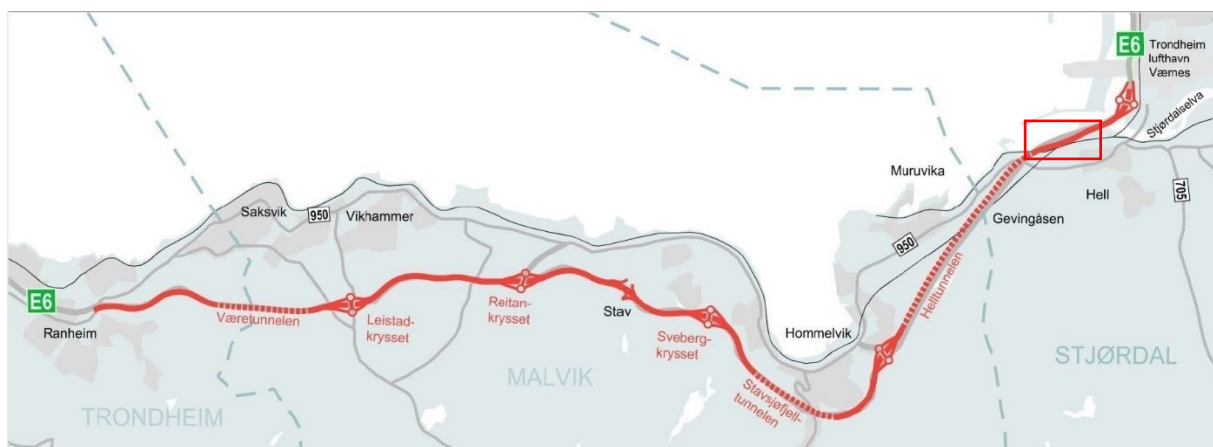 E6
Trondheim
lufthavn
Værnes
Stjørdalselva
Muruvika
Hell
705
Saksvik
950
Vikhammer
Gevingåsen
950
E6
Ranheim
Væretunnelen
Leistad-
krysset
Reitan-
krysset
Stav
Sveberg-
krysset
Hommelvik
Helltunnelen
STJØRDAL
MALVIK
Stavsjøfjell-
tunnelen
TRONDHEIM